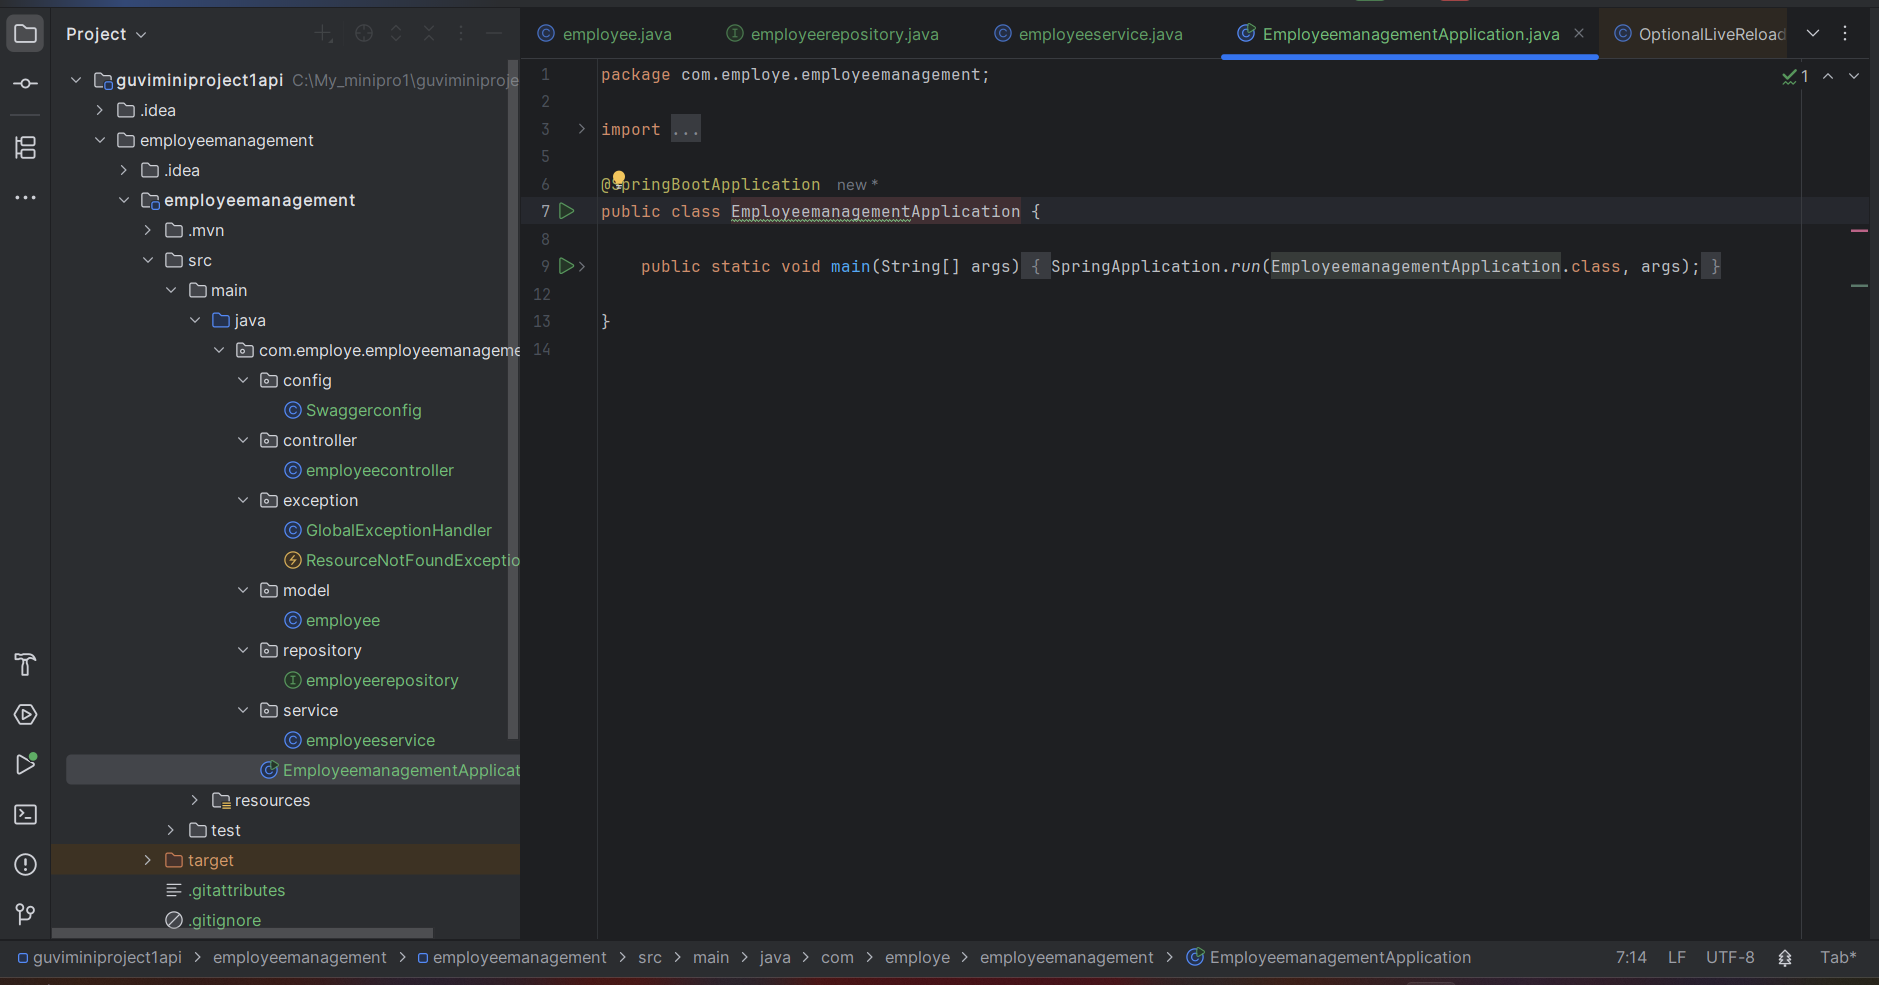 Project
employee.java
employeerepository.java
employeeservice.java
EmployeemanagementApplication.java
OptionalLiveReload
guviminiproject1api C:\My_minipro1\guviminiproje
.idea
employeemanagement
.idea
employeemanagement
.mvn
src
main
java
com.employe.employeemanageme
config
Swaggerconfig
controller
employeecontroller
exception
GlobalExceptionHandler
ResourceNotFoundExceptio
model
employee
repository
employeerepository
service
employeeservice
EmployeemanagementApplicat
resources
test
target
.gitattributes
.gitignore
1 package com.employe.employeemanagement;
2
3 import ...
5
6 @SpringBootApplication new *
7 public class EmployeemanagementApplication {
8
9 public static void main(String[] args) { SpringApplication.run(EmployeemanagementApplication.class, args); }
12
13 }
14
1
guviminiproject1api > employeemanagement > employeemanagement > src > main > java > com > employe > employeemanagement > EmployeemanagementApplication
7:14 LF UTF-8 Tab*